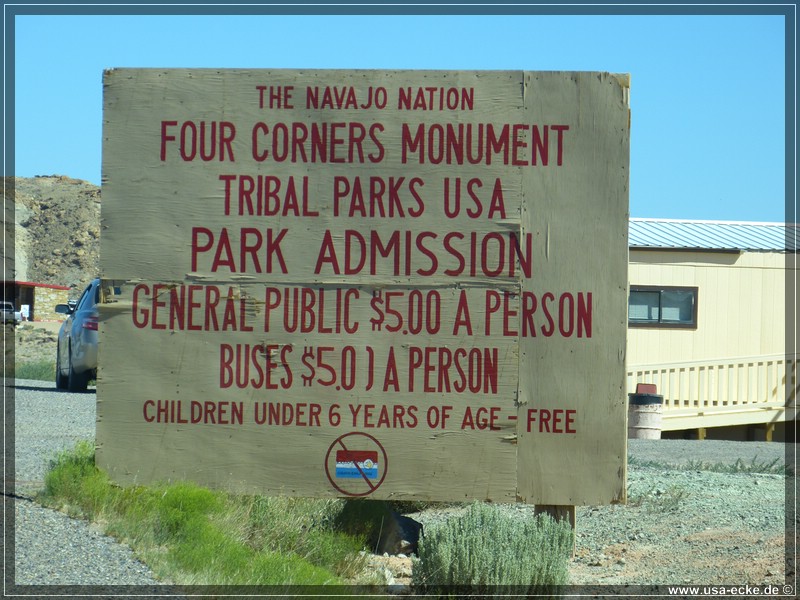 THE NAVAJO NATION
FOUR CORNERS MONUMENT
TRIBAL PARKS USA
PARK ADMISSION
GENERAL PUBLIC $5.00 A PERSON
BUSES $5.0 ) A PERSON
CHILDREN UNDER 6 YEARS OF AGE - FREE
www.usa-ecke.de ©